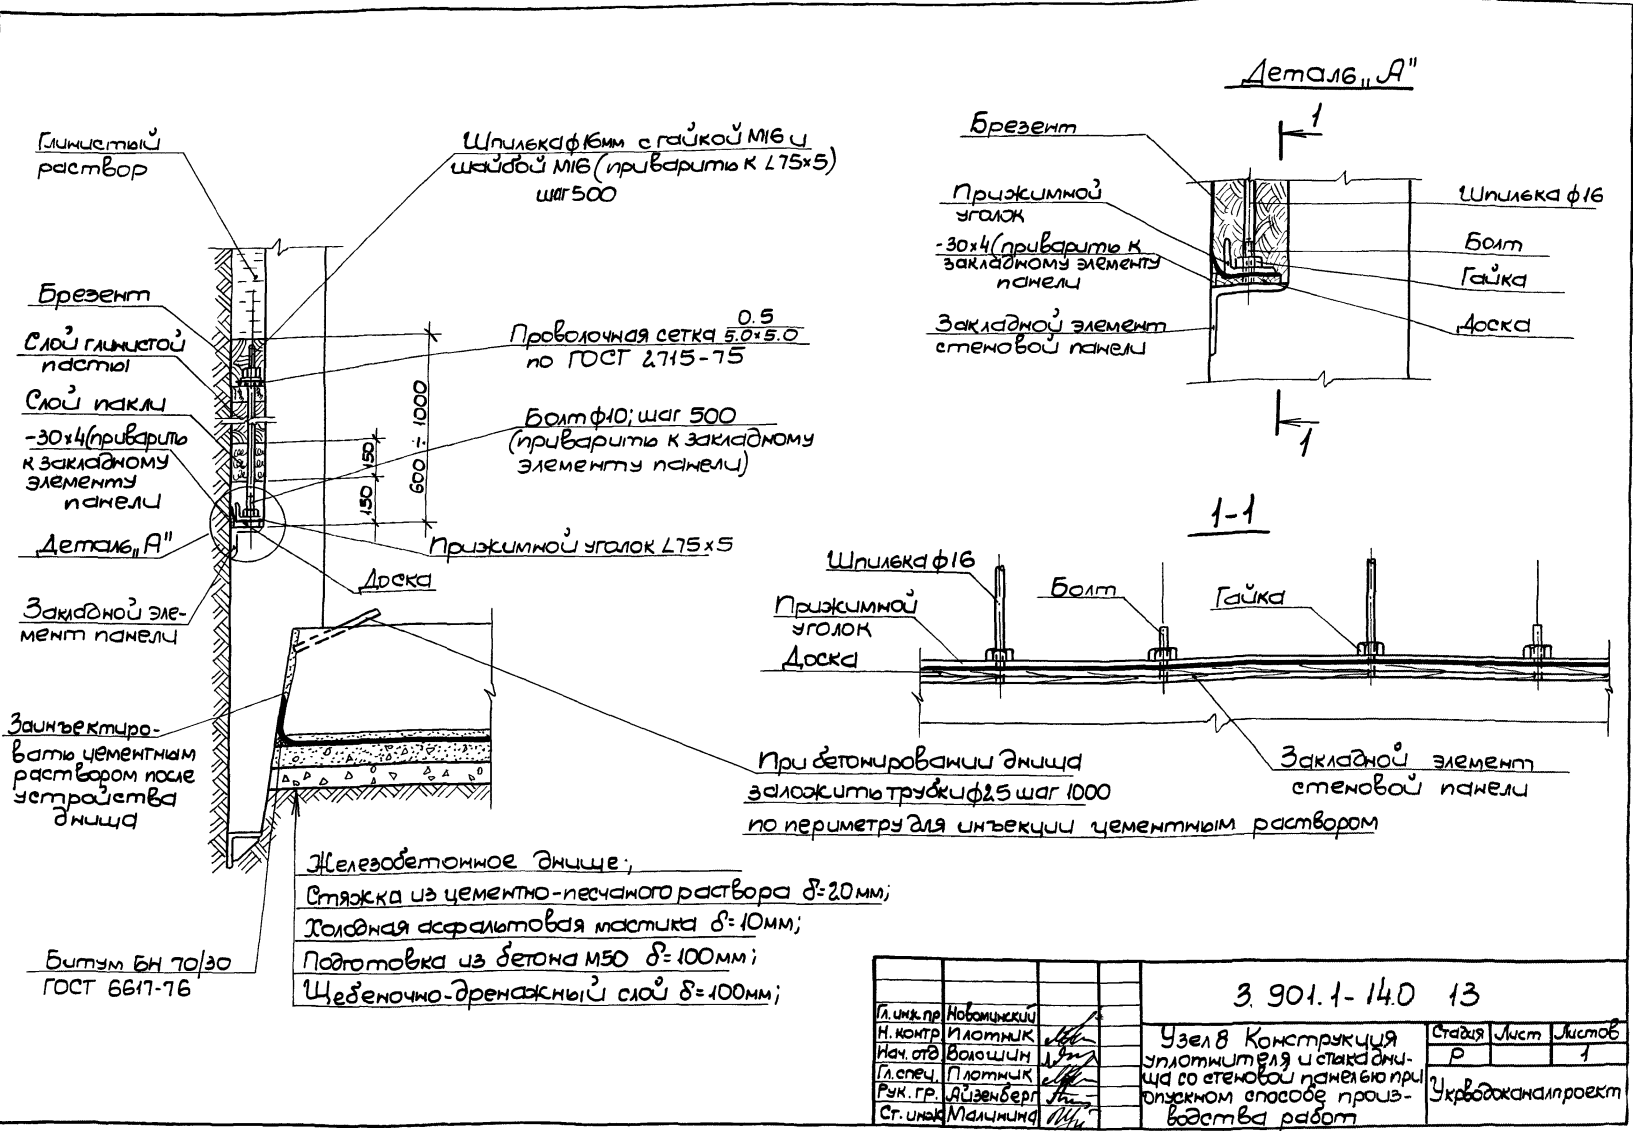 Глинистый
раствор
Шпилька ф16мм с гайкой М16 и
шайбой М16 (приварить к L75×5)
шаг 500
Брезент
Слой глинистой
пасты
Слой пакли
-30×4(приварить
к закладному
элементу
панели
Деталь „А"
Закладной эле-
мент панели
Проволочная сетка 0.5
5.0×5.0
по ГОСТ 2715-75
Болт ф10; шаг 500
(приварить к закладному
элементу панели)
600 ÷ 1000
150
150
Прижимной уголок L75×5
Доска
Заинъектиро-
вать цементным
раствором после
устройства
днища
При бетонировании днища
заложить трубки ф25 шаг 1000
по периметру для инъекции цементным раствором
Железобетонное днище;
Стяжка из цементно-песчаного раствора δ=20мм;
Холодная асфальтовая мастика δ=10мм;
Подготовка из бетона М50 δ=100мм;
Щебеночно-дренажный слой δ=100мм;
Битум БН 70/30
ГОСТ 6617-76
Деталь „А"
1
Брезент
Прижимной
уголок
-30×4(приварить к
закладному элементу
панели
Закладной элемент
стеновой панели
Шпилька ф16
Болт
Гайка
Доска
1
1-1
Шпилька ф16
Болт
Гайка
Прижимной
уголок
Доска
Закладной элемент
стеновой панели
3.901.1-14.0 13
Гл.инж.пр Новоминский
Н.контр Плотник
Нач.отд Волошин
Гл.спец. Плотник
Рук.гр. Айзенберг
Ст.инж Малинина
Узел 8 Конструкция
уплотнителя и стыка дни-
ща со стеновой панелью при
опускном способе произ-
водства работ
Стадия Лист Листов
Р 1
Укрводоканалпроект